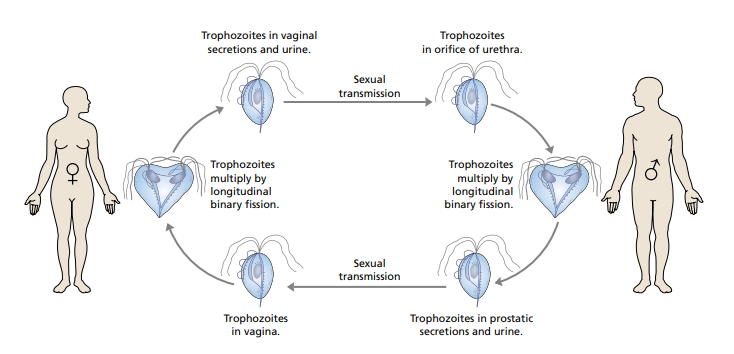 Trophozoites in vaginal
secretions and urine.
Trophozoites
in orifice of urethra.
Sexual
transmission
♀
Trophozoites
multiply by
longitudinal
binary fission.
Trophozoites
multiply by
longitudinal
binary fission.
♂
Sexual
transmission
Trophozoites
in vagina.
Trophozoites in prostatic
secretions and urine.